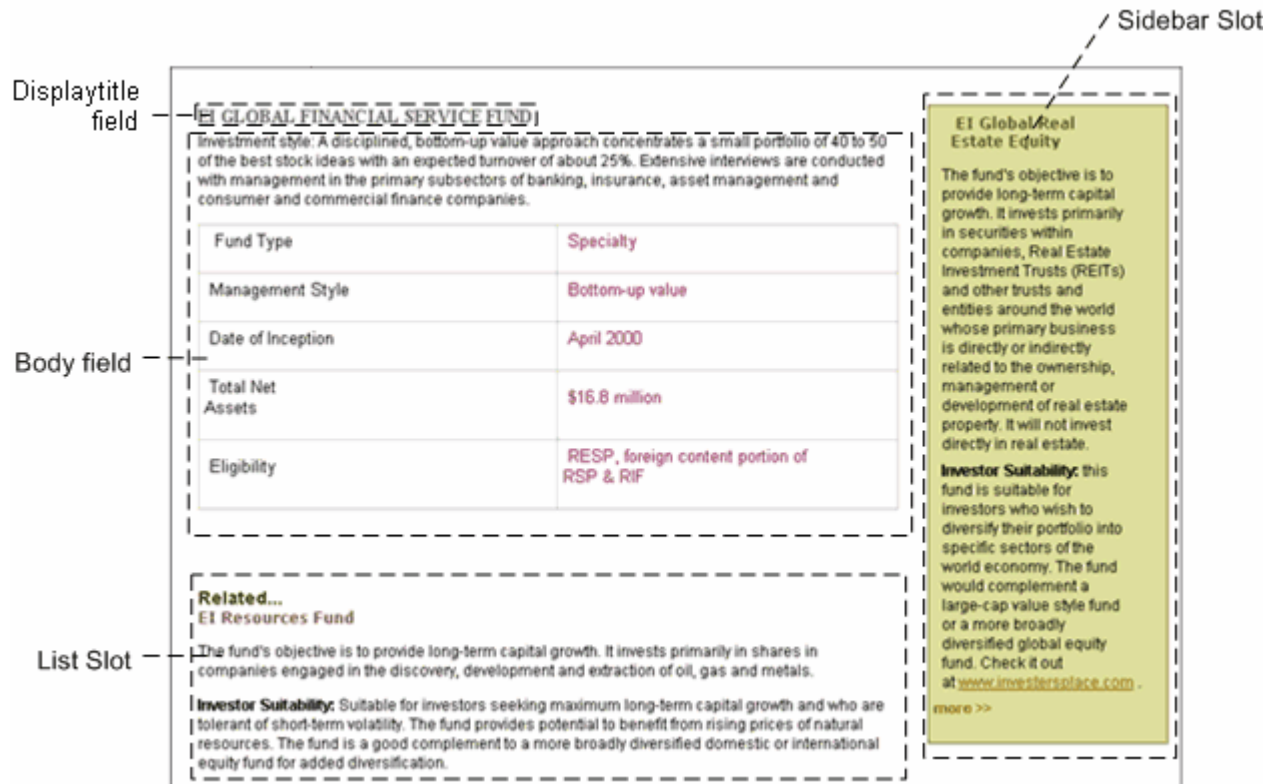 Sidebar Slot
Displaytitle
field
EI GLOBAL FINANCIAL SERVICE FUND
Investment style: A disciplined, bottom-up value approach concentrates a small portfolio of 40 to 50
of the best stock ideas with an expected turnover of about 25%. Extensive interviews are conducted
with management in the primary subsectors of banking, insurance, asset management and
consumer and commercial finance companies.
Fund Type
Specialty
Management Style
Bottom-up value
Date of Inception
April 2000
Total Net
Assets
$16.8 million
Eligibility
RESP, foreign content portion of
RSP & RIF
Body field
List Slot
Related...
EI Resources Fund
The fund's objective is to provide long-term capital growth. It invests primarily in shares in
companies engaged in the discovery, development and extraction of oil, gas and metals.
Investor Suitability: Suitable for investors seeking maximum long-term capital growth and who are
tolerant of short-term volatility. The fund provides potential to benefit from rising prices of natural
resources. The fund is a good complement to a more broadly diversified domestic or international
equity fund for added diversification.
EI Global Real
Estate Equity
The fund's objective is to
provide long-term capital
growth. It invests primarily
in securities within
companies, Real Estate
Investment Trusts (REITs)
and other trusts and
entities around the world
whose primary business
is directly or indirectly
related to the ownership,
management or
development of real estate
property. It will not invest
directly in real estate.
Investor Suitability: this
fund is suitable for
investors who wish to
diversify their portfolio into
specific sectors of the
world economy. The fund
would complement a
large-cap value style fund
or a more broadly
diversified global equity
fund. Check it out
at www.investersplace.com .
more >>